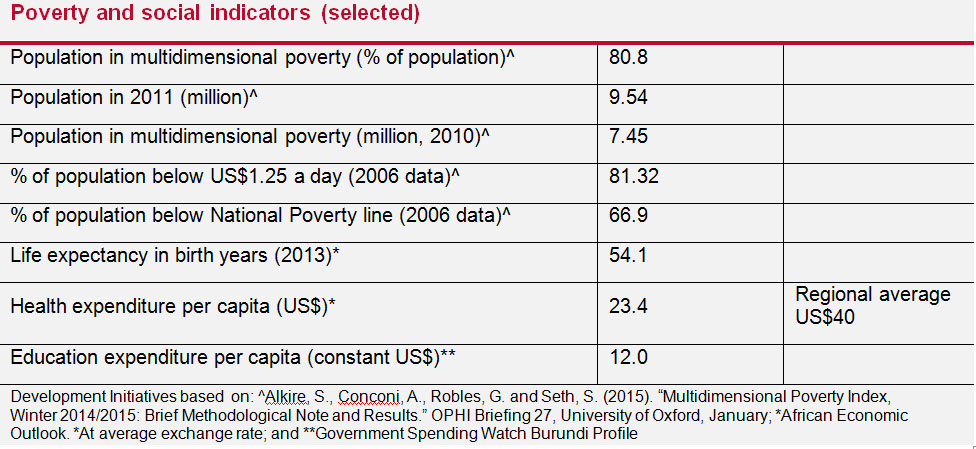 Poverty and social indicators (selected)
Population in multidimensional poverty (% of population)^ 80.8
Population in 2011 (million)^ 9.54
Population in multidimensional poverty (million, 2010)^ 7.45
% of population below US$1.25 a day (2006 data)^ 81.32
% of population below National Poverty line (2006 data)^ 66.9
Life expectancy in birth years (2013)* 54.1
Health expenditure per capita (US$)* 23.4 Regional average
US$40
Education expenditure per capita (constant US$)** 12.0
Development Initiatives based on: ^Alkire, S., Conconi, A., Robles, G. and Seth, S. (2015). “Multidimensional Poverty Index,
Winter 2014/2015: Brief Methodological Note and Results.” OPHI Briefing 27, University of Oxford, January; *African Economic
Outlook. *At average exchange rate; and **Government Spending Watch Burundi Profile